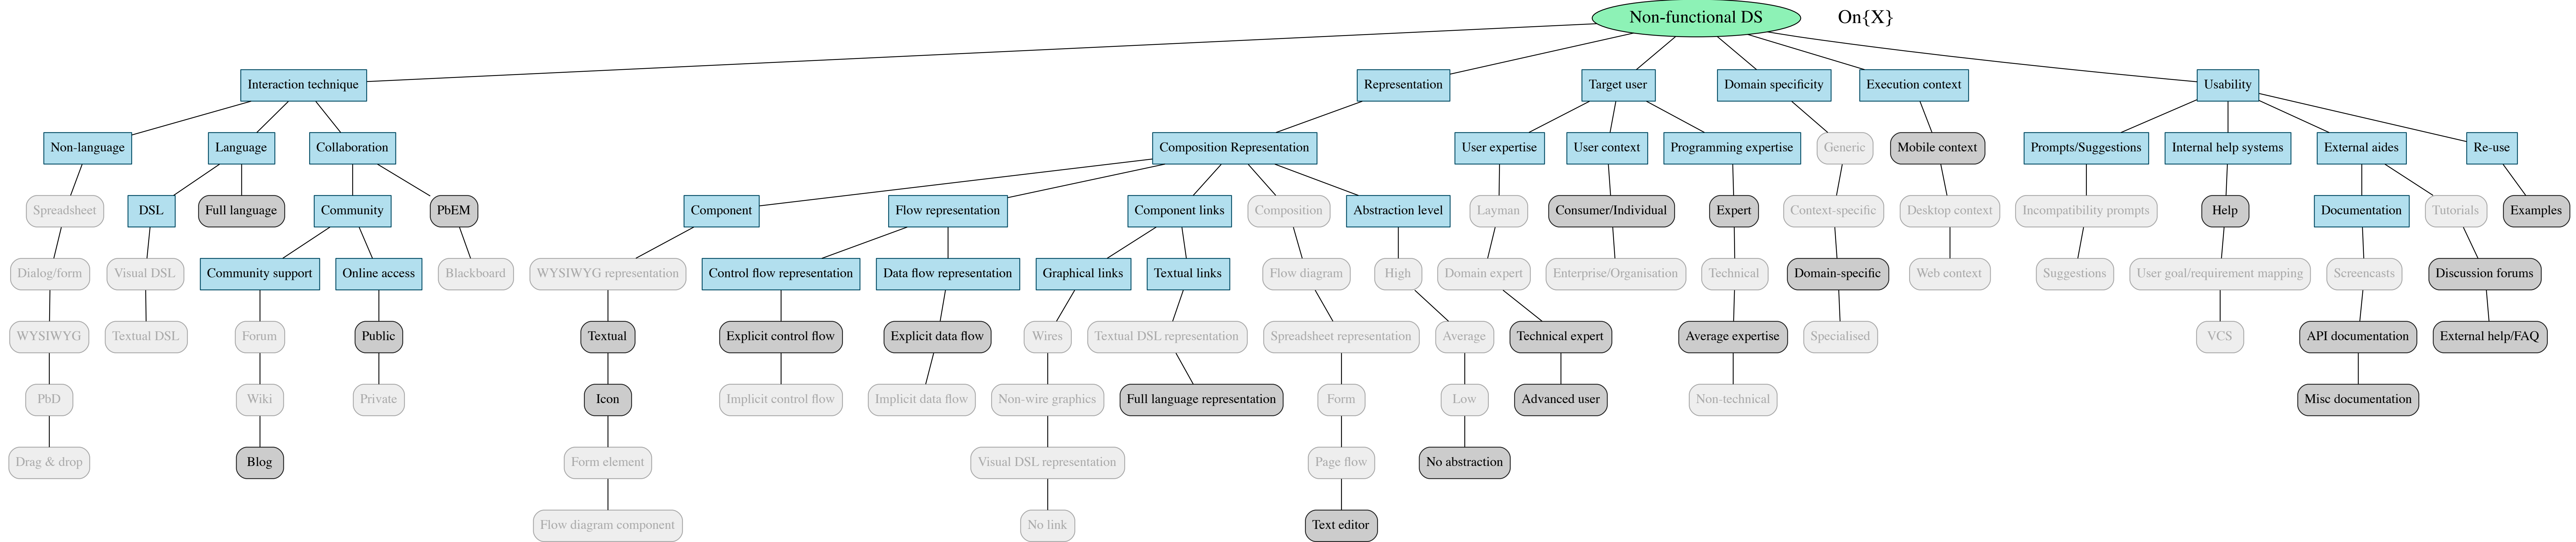 Non-functional DS
On{X}
Interaction technique
Representation
Target user
Domain specificity
Execution context
Usability
Non-language
Language
Collaboration
Composition Representation
User expertise
User context
Programming expertise
Generic
Mobile context
Prompts/Suggestions
Internal help systems
External aides
Re-use
Spreadsheet
DSL
Full language
Community
PbEM
Component
Flow representation
Component links
Composition
Abstraction level
Layman
Consumer/Individual
Expert
Context-specific
Desktop context
Incompatibility prompts
Help
Documentation
Tutorials
Examples
Dialog/form
Visual DSL
Community support
Online access
Blackboard
WYSIWYG representation
Control flow representation
Data flow representation
Graphical links
Textual links
Flow diagram
High
Domain expert
Enterprise/Organisation
Technical
Domain-specific
Web context
Suggestions
User goal/requirement mapping
Screencasts
Discussion forums
WYSIWYG
Textual DSL
Forum
Public
Textual
Explicit control flow
Explicit data flow
Wires
Textual DSL representation
Spreadsheet representation
Average
Technical expert
Average expertise
Specialised
VCS
API documentation
External help/FAQ
PbD
Wiki
Private
Icon
Implicit control flow
Implicit data flow
Non-wire graphics
Full language representation
Form
Low
Advanced user
Non-technical
Misc documentation
Drag & drop
Blog
Form element
Visual DSL representation
Page flow
No abstraction
Flow diagram component
No link
Text editor